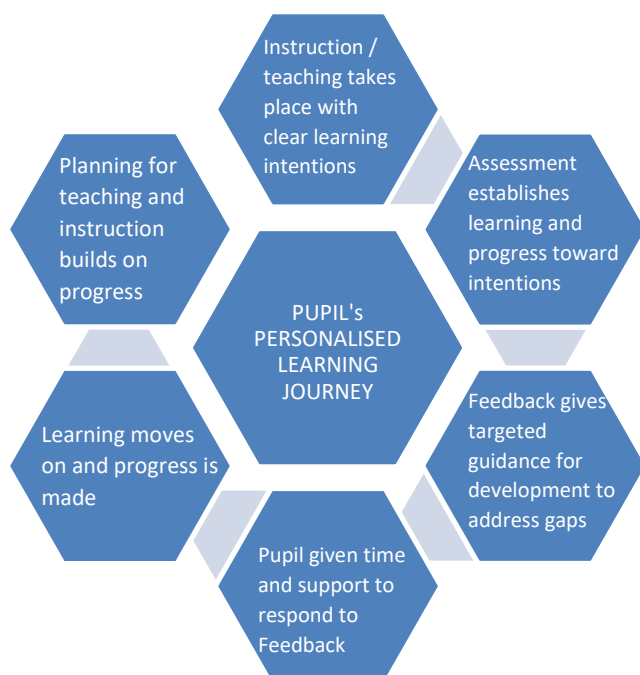 Instruction /
teaching takes
place with
clear learning
intentions
Assessment
establishes
learning and
progress toward
intentions
Feedback gives
targeted
guidance for
development to
address gaps
Pupil given time
and support to
respond to
Feedback
Learning moves
on and progress is
made
Planning for
teaching and
instruction
builds on
progress
PUPIL's
PERSONALISED
LEARNING
JOURNEY